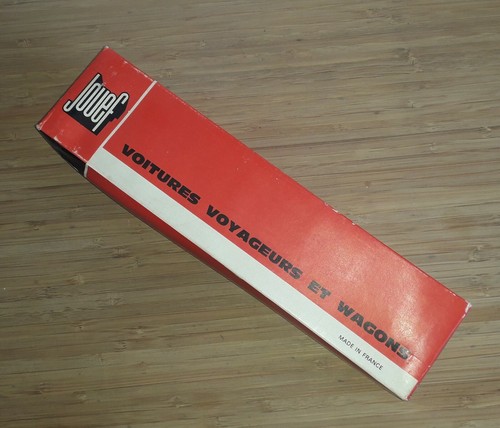 Jouef
VOITURES VOYAGEURS ET WAGONS
MADE IN FRANCE